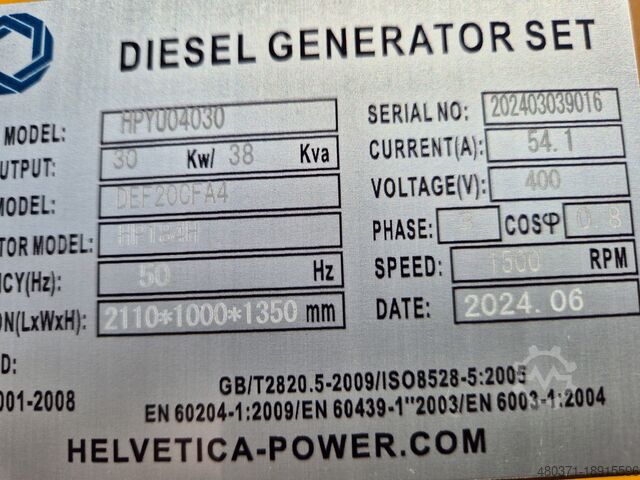 DIESEL GENERATOR SET
MODEL: HPYU04030
SERIAL NO: 202403039016
UTPUT: 30 Kw/ 38 Kva
CURRENT(A): 54.1
MODEL: DEF200FA4
VOLTAGE(V): 400
TOR MODEL:
PHASE: 3 COSφ 0.8
CY(Hz): 50 Hz
SPEED: 1500 RPM
ON(LxWxH): 2110*1000*1350 mm
DATE: 2024.06
D:
001-2008
GB/T2820.5-2009/ISO8528-5:2005
EN 60204-1:2009/EN 60439-1"2003/EN 6003-1:2004
HELVETICA-POWER.COM
480371-18915596